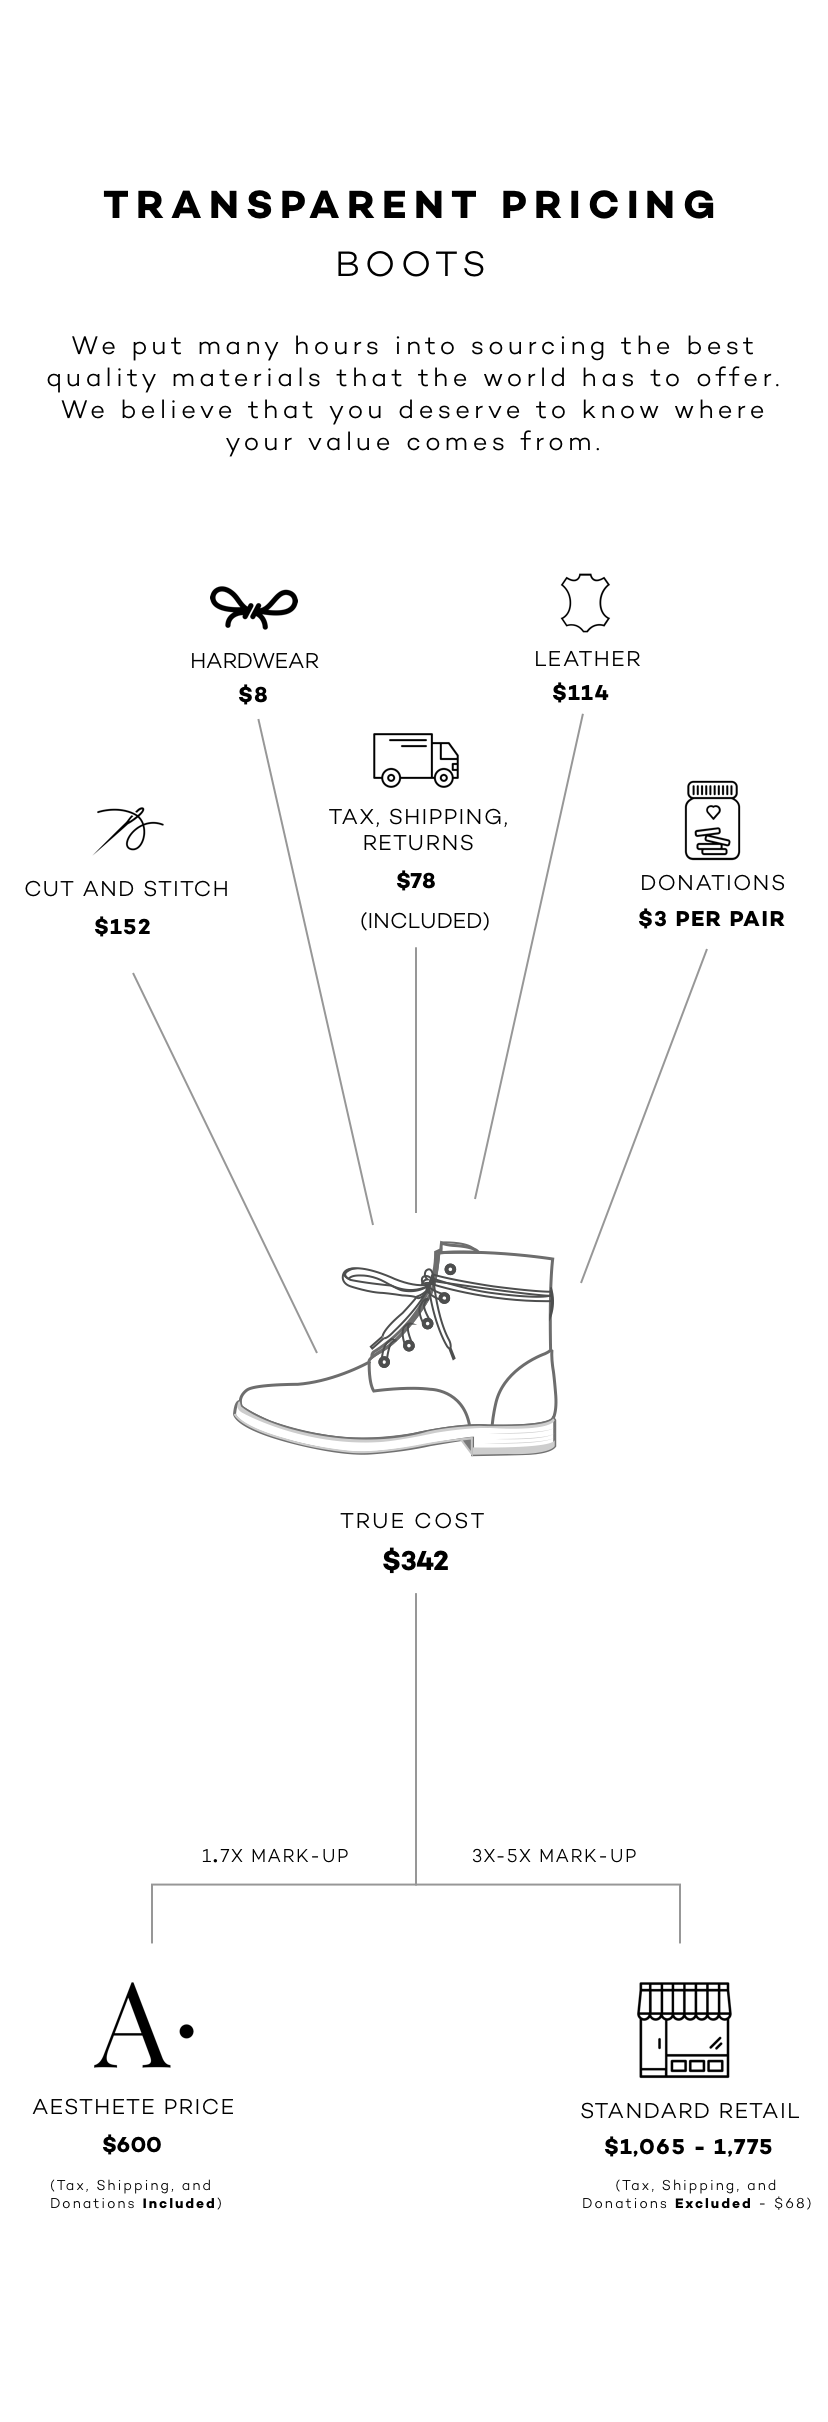 TRANSPARENT PRICING
BOOTS
We put many hours into sourcing the best
quality materials that the world has to offer.
We believe that you deserve to know where
your value comes from.
HARDWEAR
$8
LEATHER
$114
TAX, SHIPPING,
RETURNS
$78
(INCLUDED)
CUT AND STITCH
$152
DONATIONS
$3 PER PAIR
TRUE COST
$342
1.7X MARK-UP
3X-5X MARK-UP
A.
AESTHETE PRICE
$600
(Tax, Shipping, and
Donations Included)
STANDARD RETAIL
$1,065 - 1,775
(Tax, Shipping, and
Donations Excluded - $68)